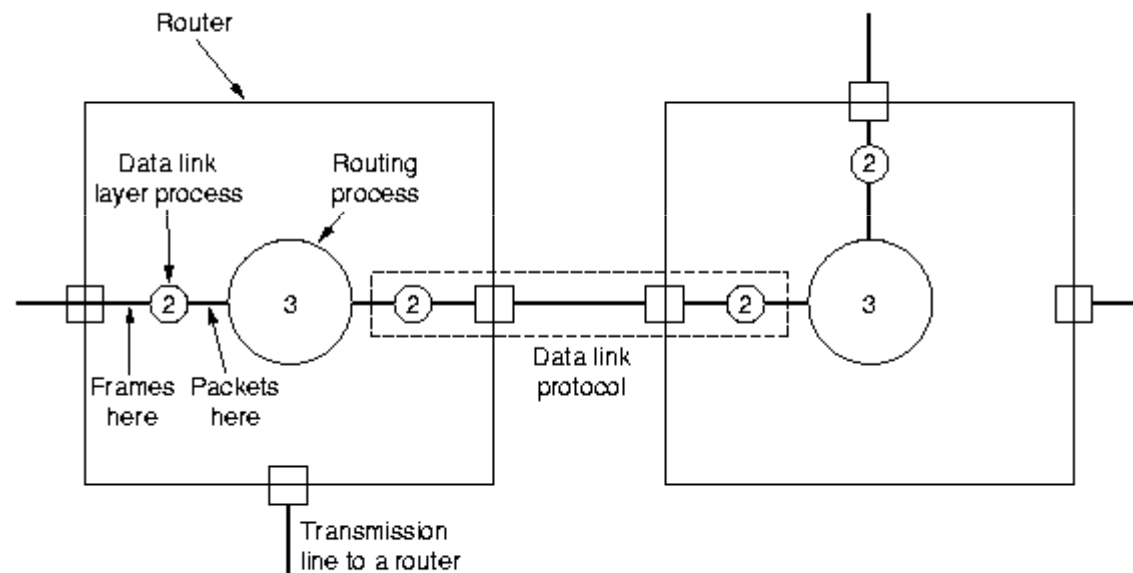 Router
Data link
layer process
Routing
process
2
2
3
2
2
3
Frames
here
Packets
here
Data link
protocol
Transmission
line to a router